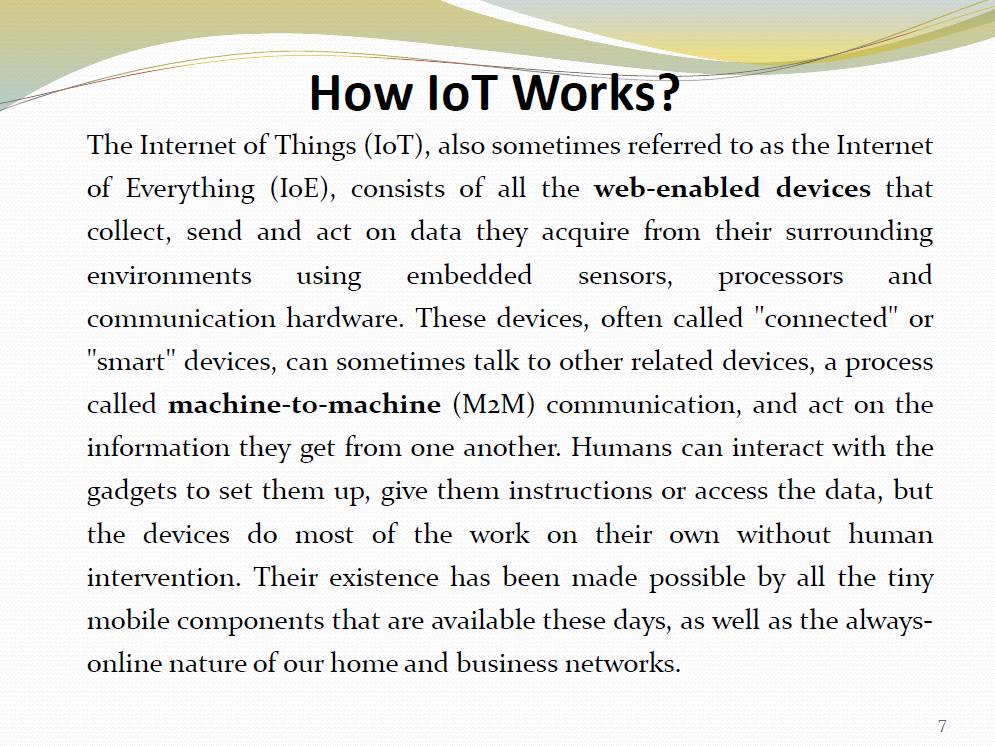 How IoT Works?
The Internet of Things (IoT), also sometimes referred to as the Internet
of Everything (IoE), consists of all the web-enabled devices that
collect, send and act on data they acquire from their surrounding
environments using embedded sensors, processors and
communication hardware. These devices, often called "connected" or
"smart" devices, can sometimes talk to other related devices, a process
called machine-to-machine (M2M) communication, and act on the
information they get from one another. Humans can interact with the
gadgets to set them up, give them instructions or access the data, but
the devices do most of the work on their own without human
intervention. Their existence has been made possible by all the tiny
mobile components that are available these days, as well as the always-
online nature of our home and business networks.
7